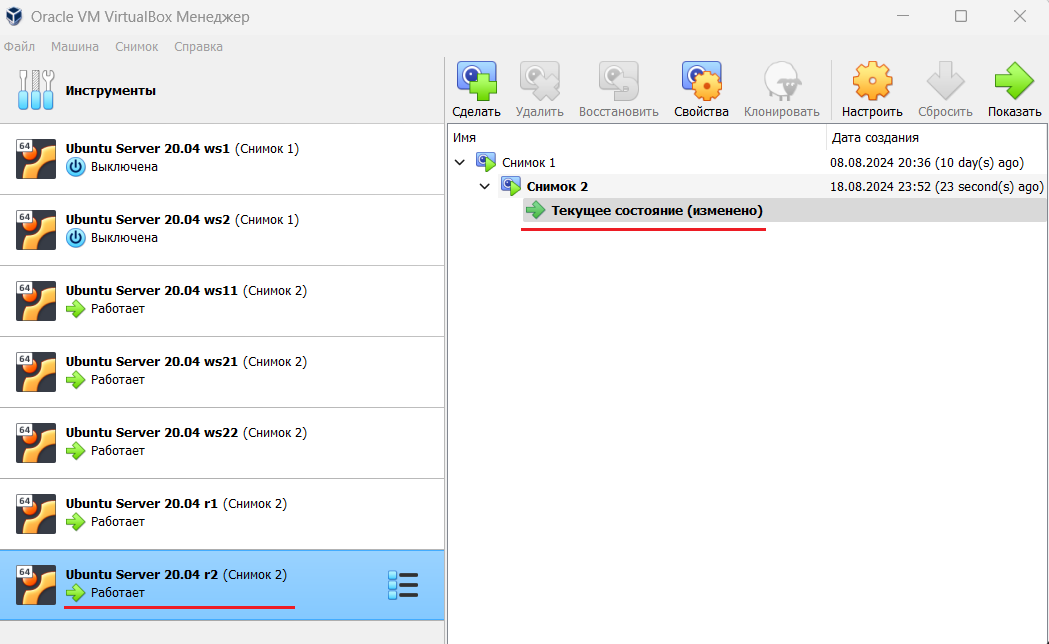 Oracle VM VirtualBox Менеджер
Файл Машина Снимок Справка
Инструменты
64
Ubuntu Server 20.04 ws1 (Снимок 1)
Выключена
64
Ubuntu Server 20.04 ws2 (Снимок 1)
Выключена
64
Ubuntu Server 20.04 ws11 (Снимок 2)
Работает
64
Ubuntu Server 20.04 ws21 (Снимок 2)
Работает
64
Ubuntu Server 20.04 ws22 (Снимок 2)
Работает
64
Ubuntu Server 20.04 r1 (Снимок 2)
Работает
64
Ubuntu Server 20.04 r2 (Снимок 2)
Работает
Сделать Удалить Восстановить Свойства Клонировать Настроить Сбросить Показать
Имя Дата создания
Снимок 1 08.08.2024 20:36 (10 day(s) ago)
Снимок 2 18.08.2024 23:52 (23 second(s) ago)
Текущее состояние (изменено)